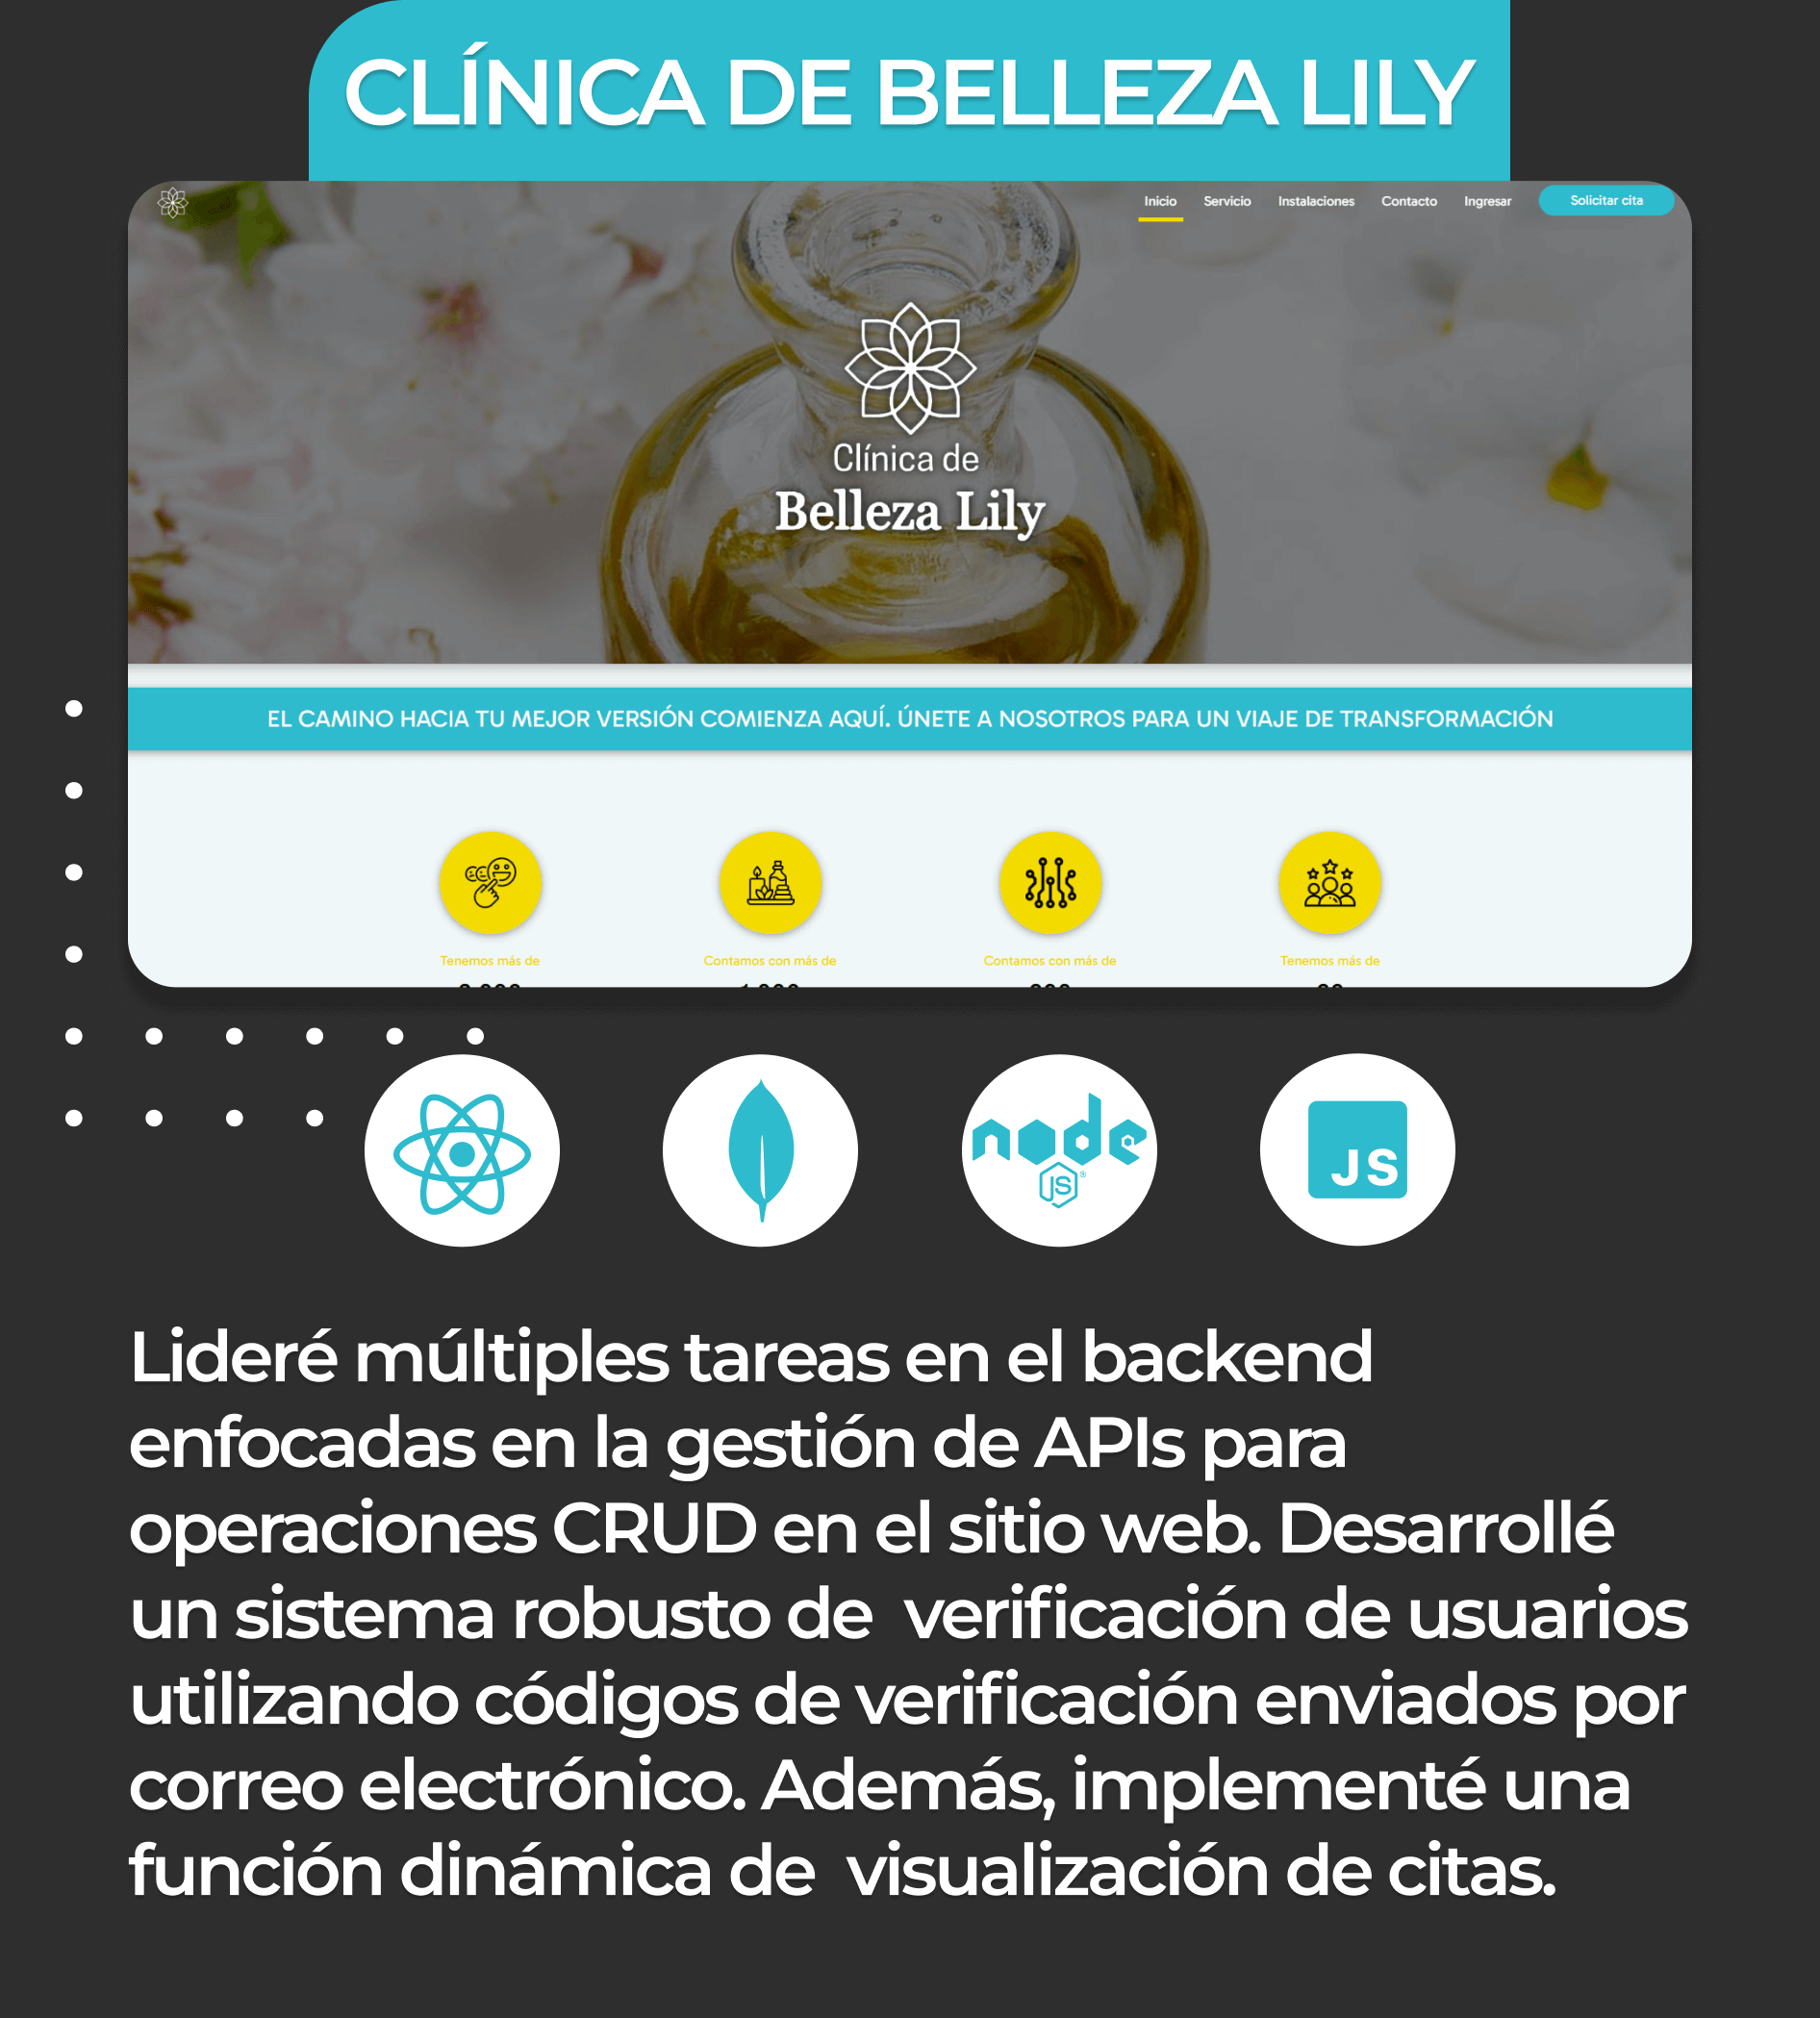 CLÍNICA DE BELLEZA LILY
Inicio Servicio Instalaciones Contacto Ingresar Solicitar cita
Clínica de
Belleza Lily
EL CAMINO HACIA TU MEJOR VERSIÓN COMIENZA AQUÍ. ÚNETE A NOSOTROS PARA UN VIAJE DE TRANSFORMACIÓN
Tenemos más de Contamos con más de Contamos con más de Tenemos más de
node JS
JS
Lideré múltiples tareas en el backend
enfocadas en la gestión de APIs para
operaciones CRUD en el sitio web. Desarrollé
un sistema robusto de verificación de usuarios
utilizando códigos de verificación enviados por
correo electrónico. Además, implementé una
función dinámica de visualización de citas.